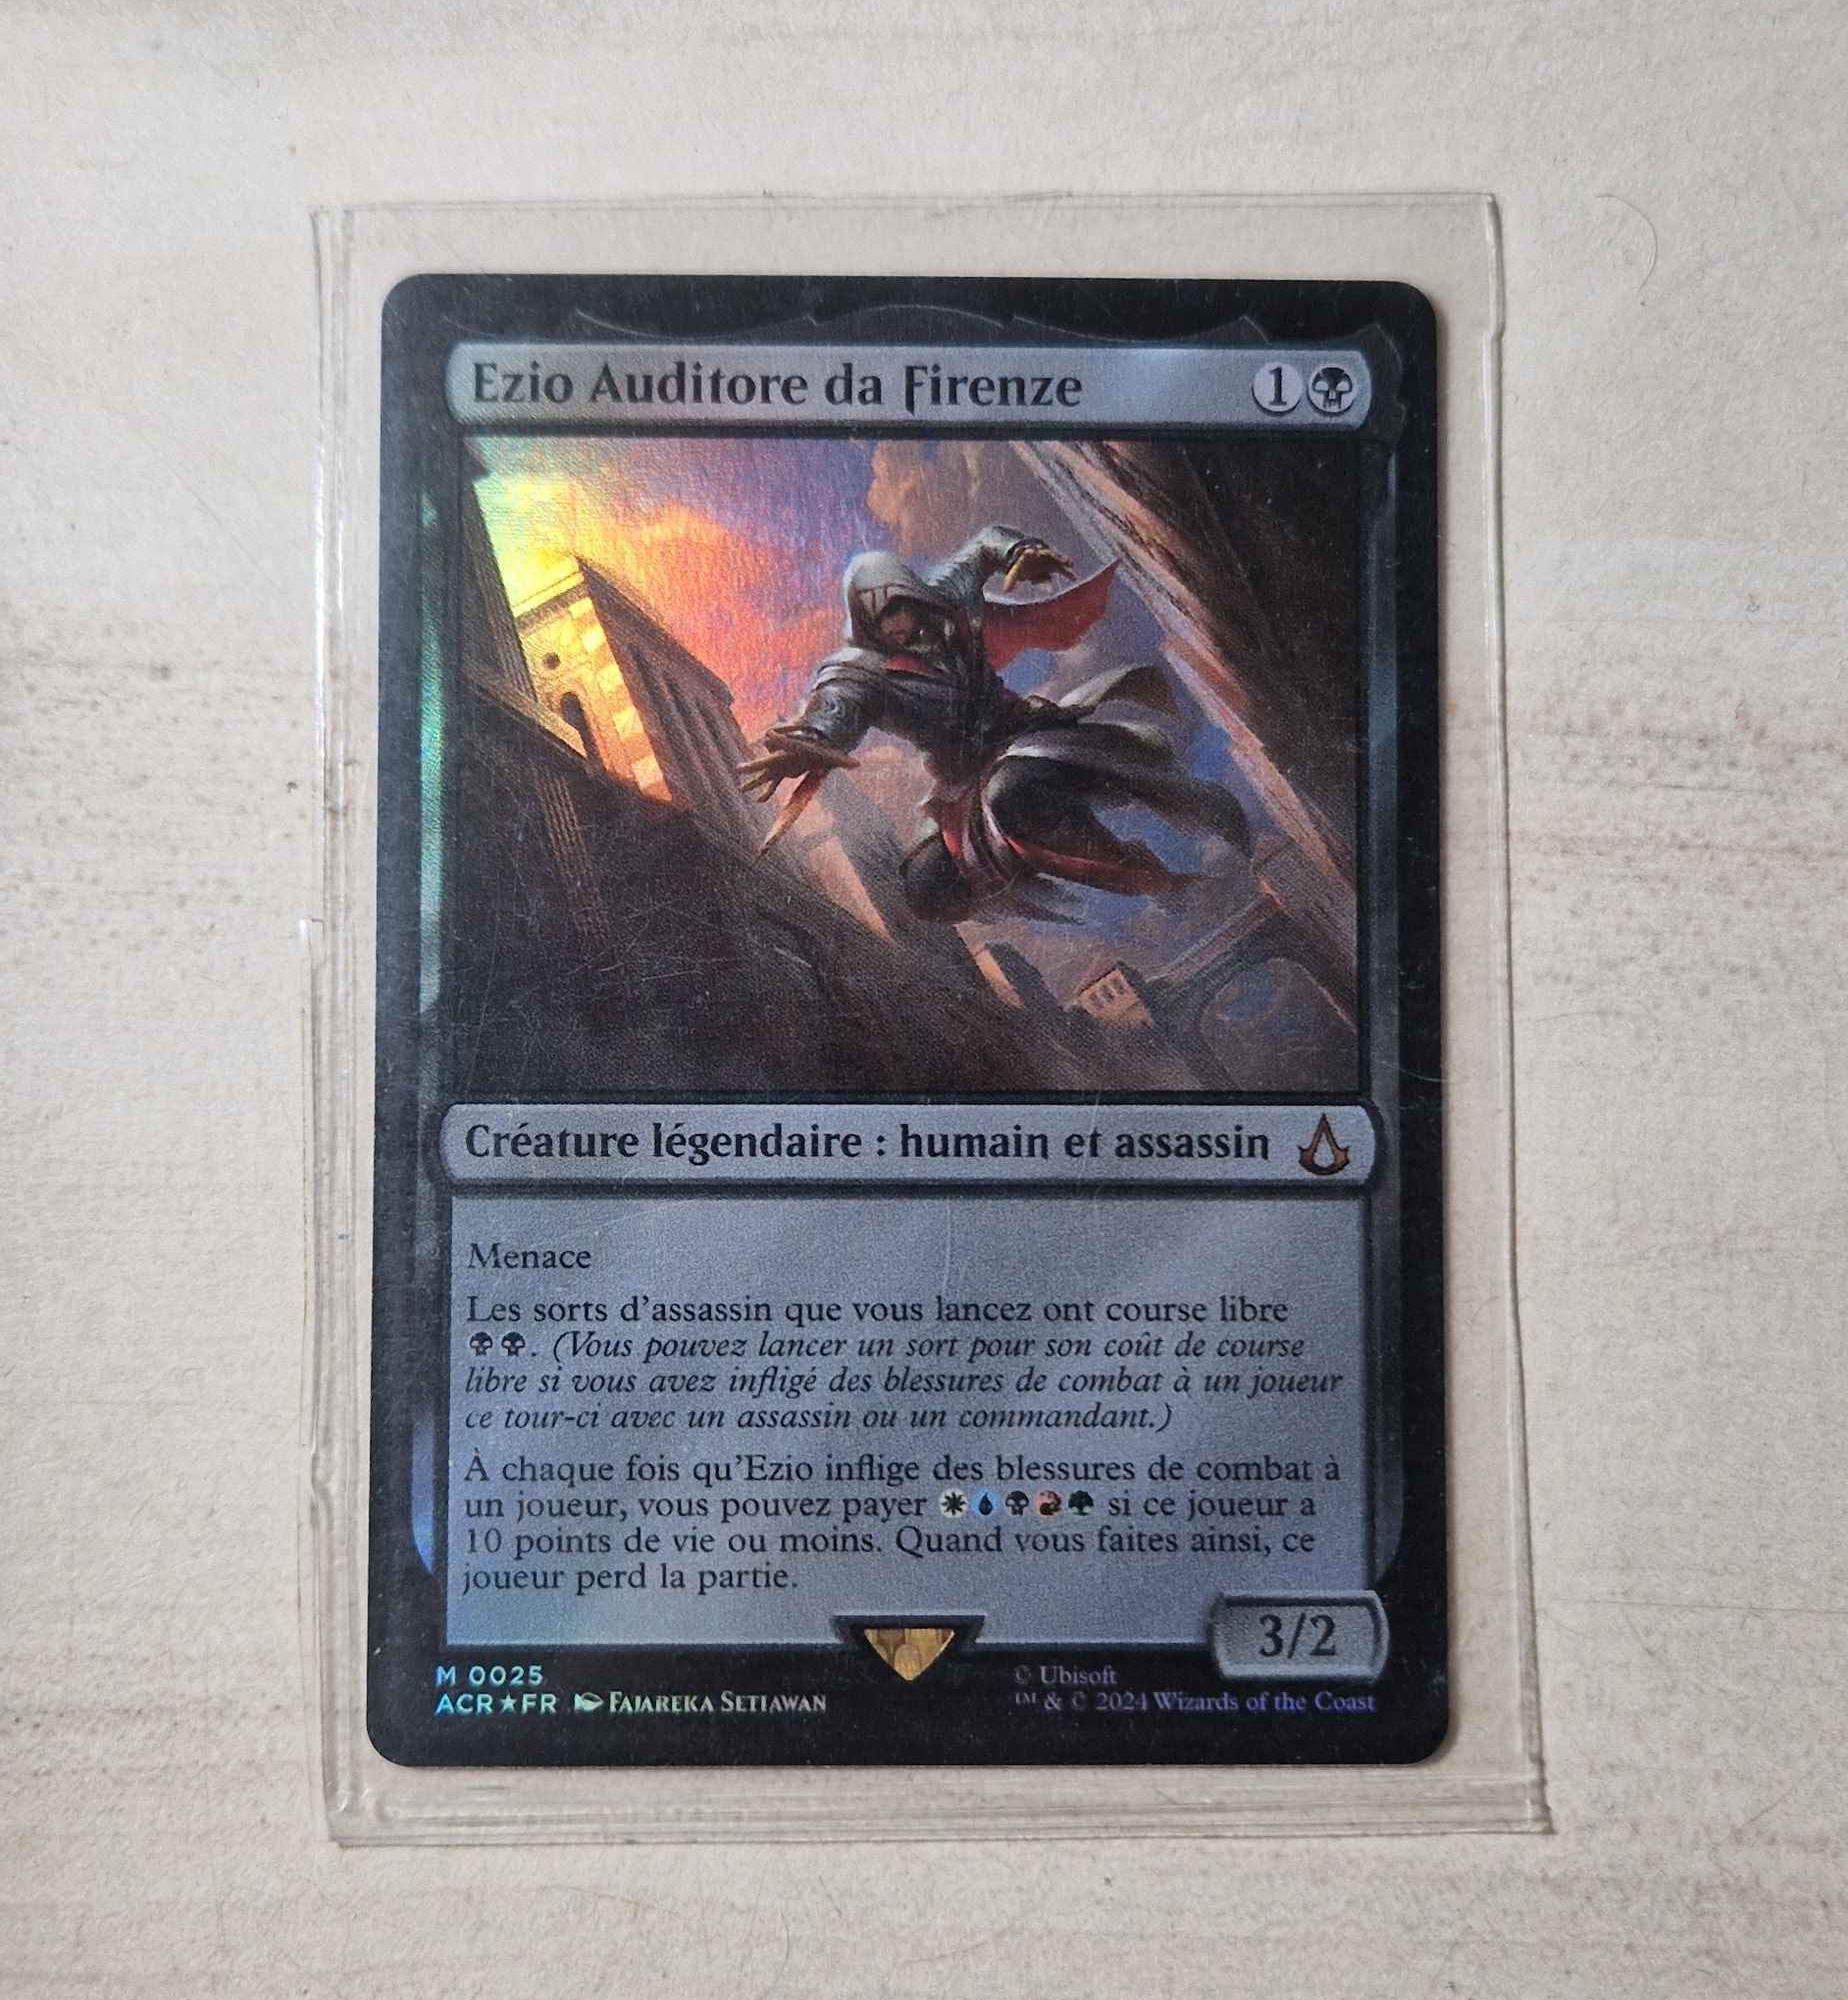 Ezio Auditore da Firenze 1
Créature légendaire : humain et assassin
Menace
Les sorts d'assassin que vous lancez ont course libre
. (Vous pouvez lancer un sort pour son coût de course
libre si vous avez infligé des blessures de combat à un joueur
ce tour-ci avec un assassin ou un commandant.)
À chaque fois qu'Ezio inflige des blessures de combat à
un joueur, vous pouvez payer si ce joueur a
10 points de vie ou moins. Quand vous faites ainsi, ce
joueur perd la partie.
3/2
M 0025
ACR★FR FAJAREKA SETIAWAN
© Ubisoft
™ & © 2024 Wizards of the Coast